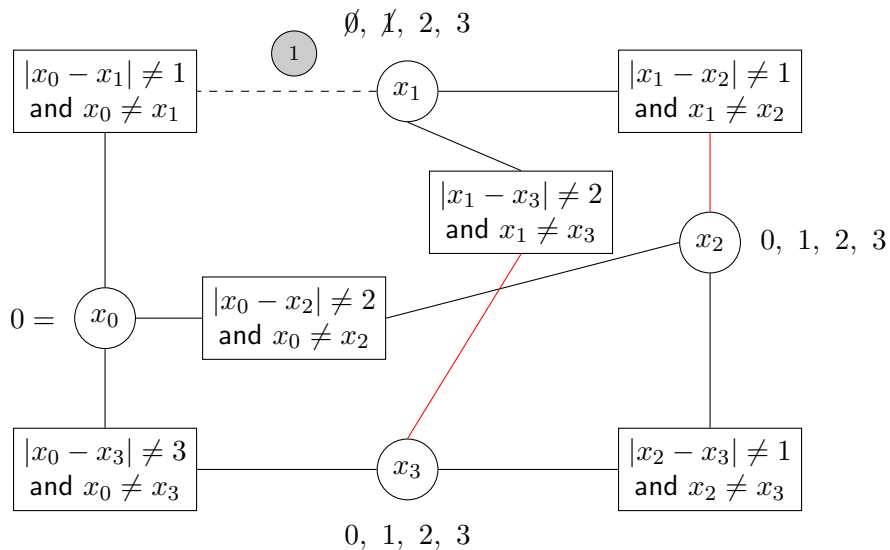 0̸, 1̸, 2, 3
1
|x₀ − x₁| ≠ 1
and x₀ ≠ x₁
x₁
|x₁ − x₂| ≠ 1
and x₁ ≠ x₂
|x₁ − x₃| ≠ 2
and x₁ ≠ x₃
x₂
0, 1, 2, 3
0 =
x₀
|x₀ − x₂| ≠ 2
and x₀ ≠ x₂
|x₀ − x₃| ≠ 3
and x₀ ≠ x₃
x₃
|x₂ − x₃| ≠ 1
and x₂ ≠ x₃
0, 1, 2, 3